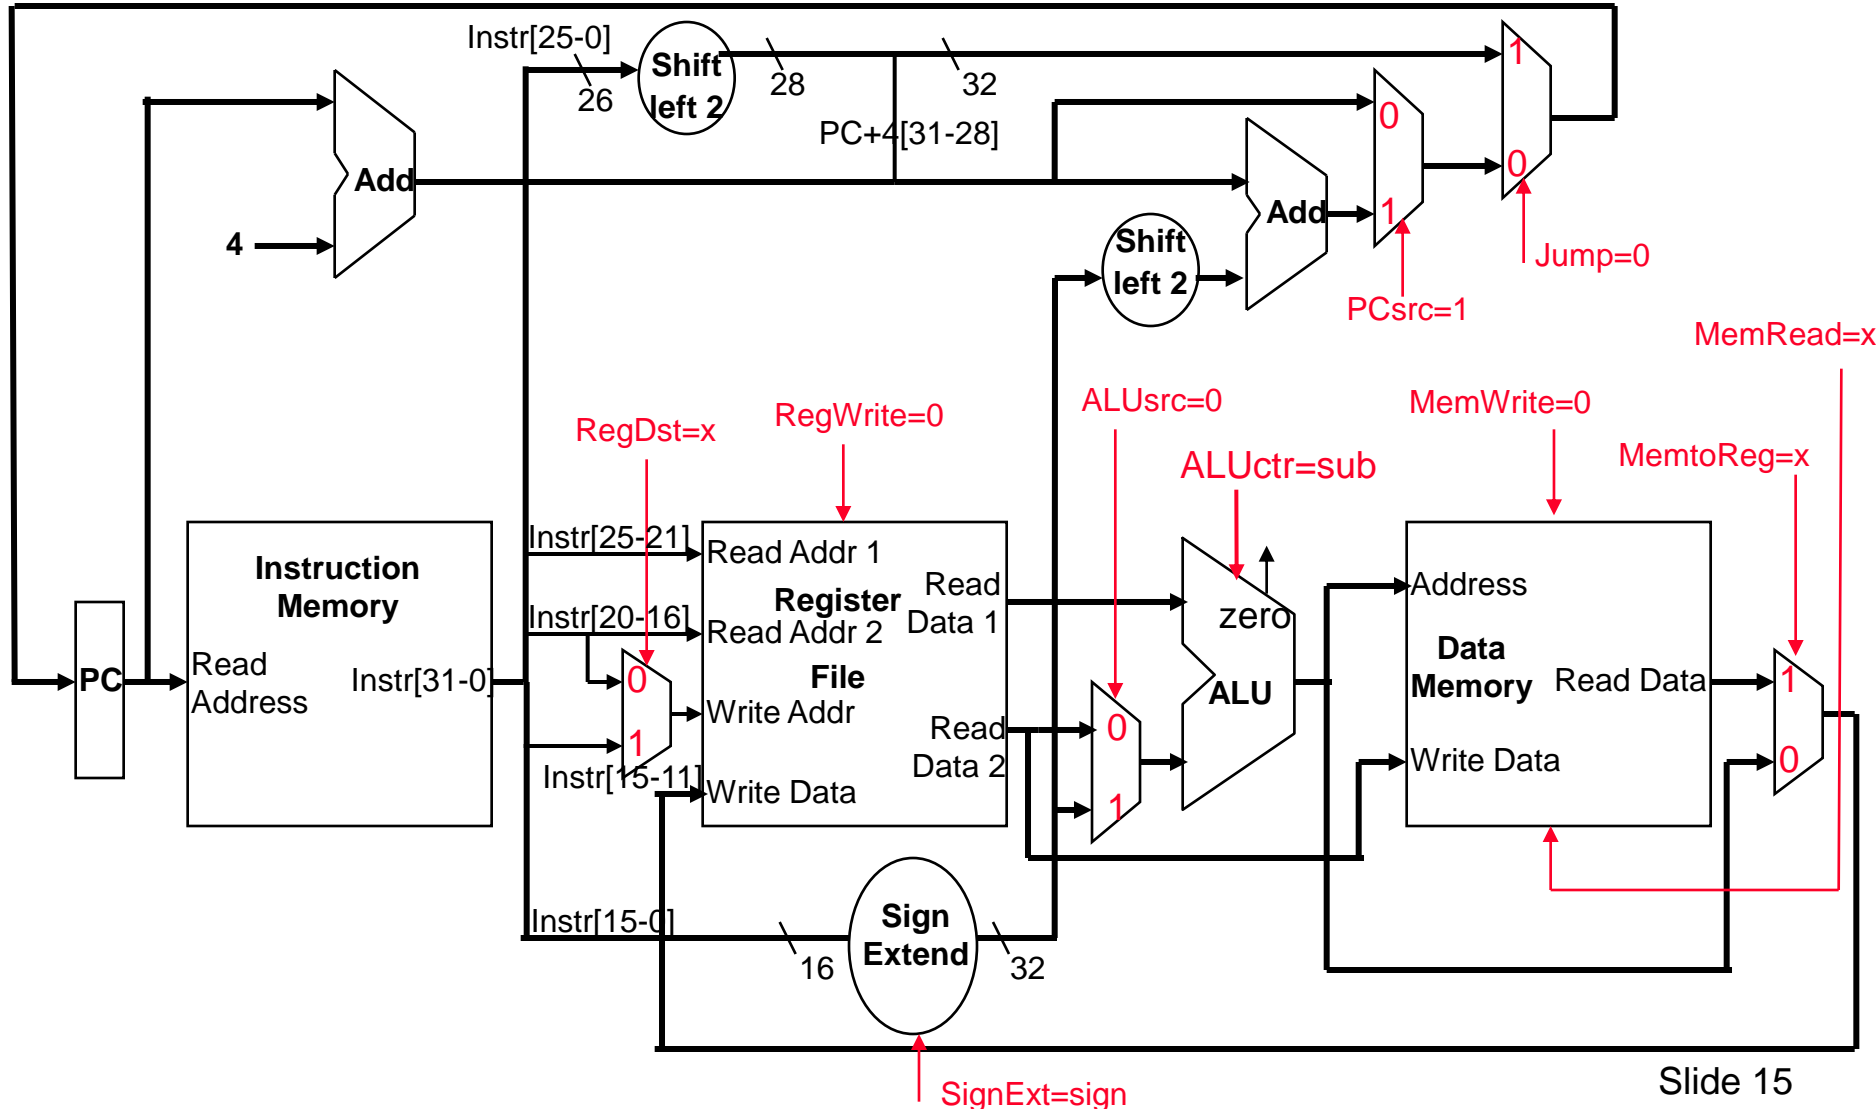 Instr[25-0]
26
Shift
left 2
28
32
PC+4[31-28]
1
0
0
1
Add
4
Add
Shift
left 2
Jump=0
PCsrc=1
MemRead=x
RegDst=x
RegWrite=0
ALUsrc=0
MemWrite=0
ALUctr=sub
MemtoReg=x
PC
Instruction
Memory
Read
Address
Instr[31-0]
Instr[25-21]
Instr[20-16]
0
1
Instr[15-11]
Read Addr 1
Register
Read Addr 2
File
Write Addr
Write Data
Read
Data 1
Read
Data 2
0
1
zero
ALU
Address
Data
Memory
Read Data
Write Data
1
0
Instr[15-0]
16
Sign
Extend
32
SignExt=sign
Slide 15